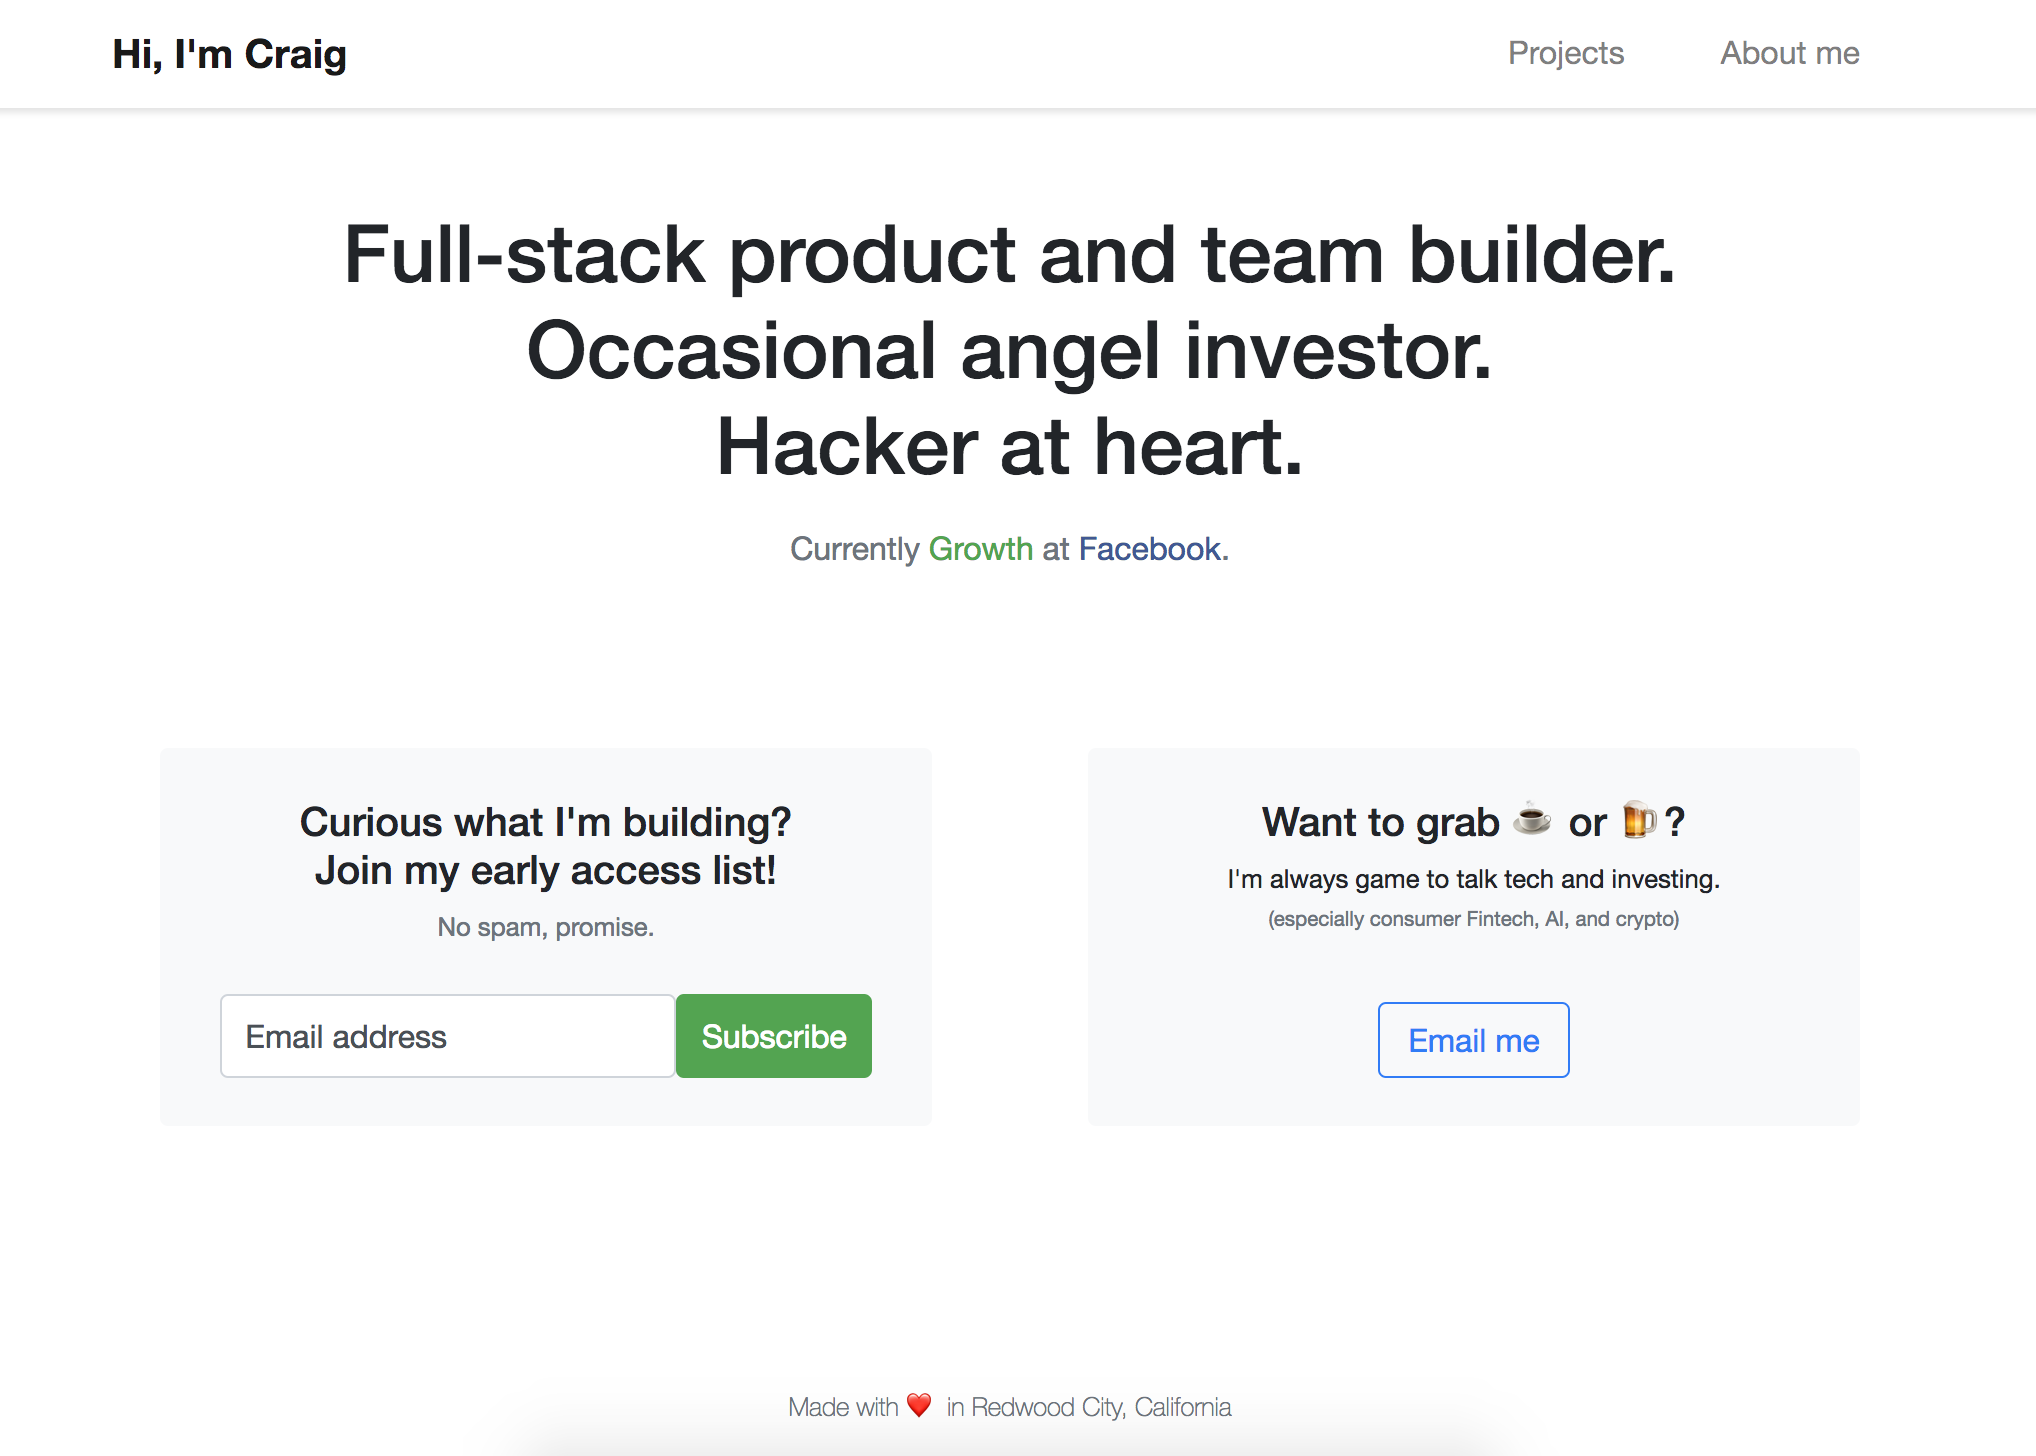 Hi, I'm Craig
Projects
About me
Full-stack product and team builder.
Occasional angel investor.
Hacker at heart.
Currently Growth at Facebook.
Curious what I'm building?
Join my early access list!
No spam, promise.
Email address
Subscribe
Want to grab ☕ or 🍺?
I'm always game to talk tech and investing.
(especially consumer Fintech, AI, and crypto)
Email me
Made with ❤️ in Redwood City, California